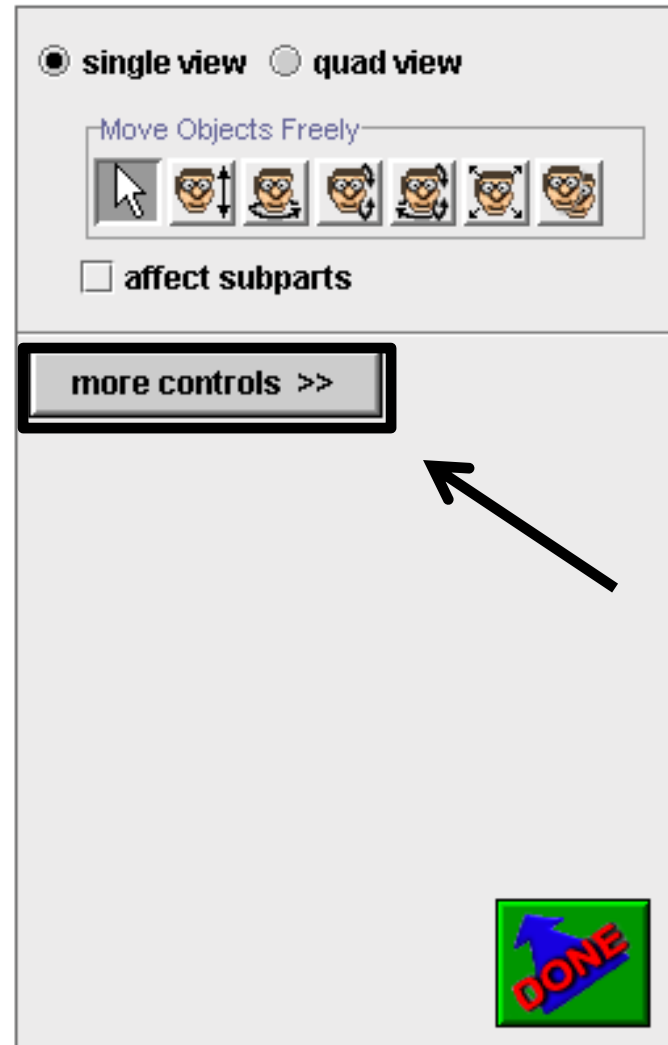 single view quad view
Move Objects Freely
affect subparts
more controls >>
DONE